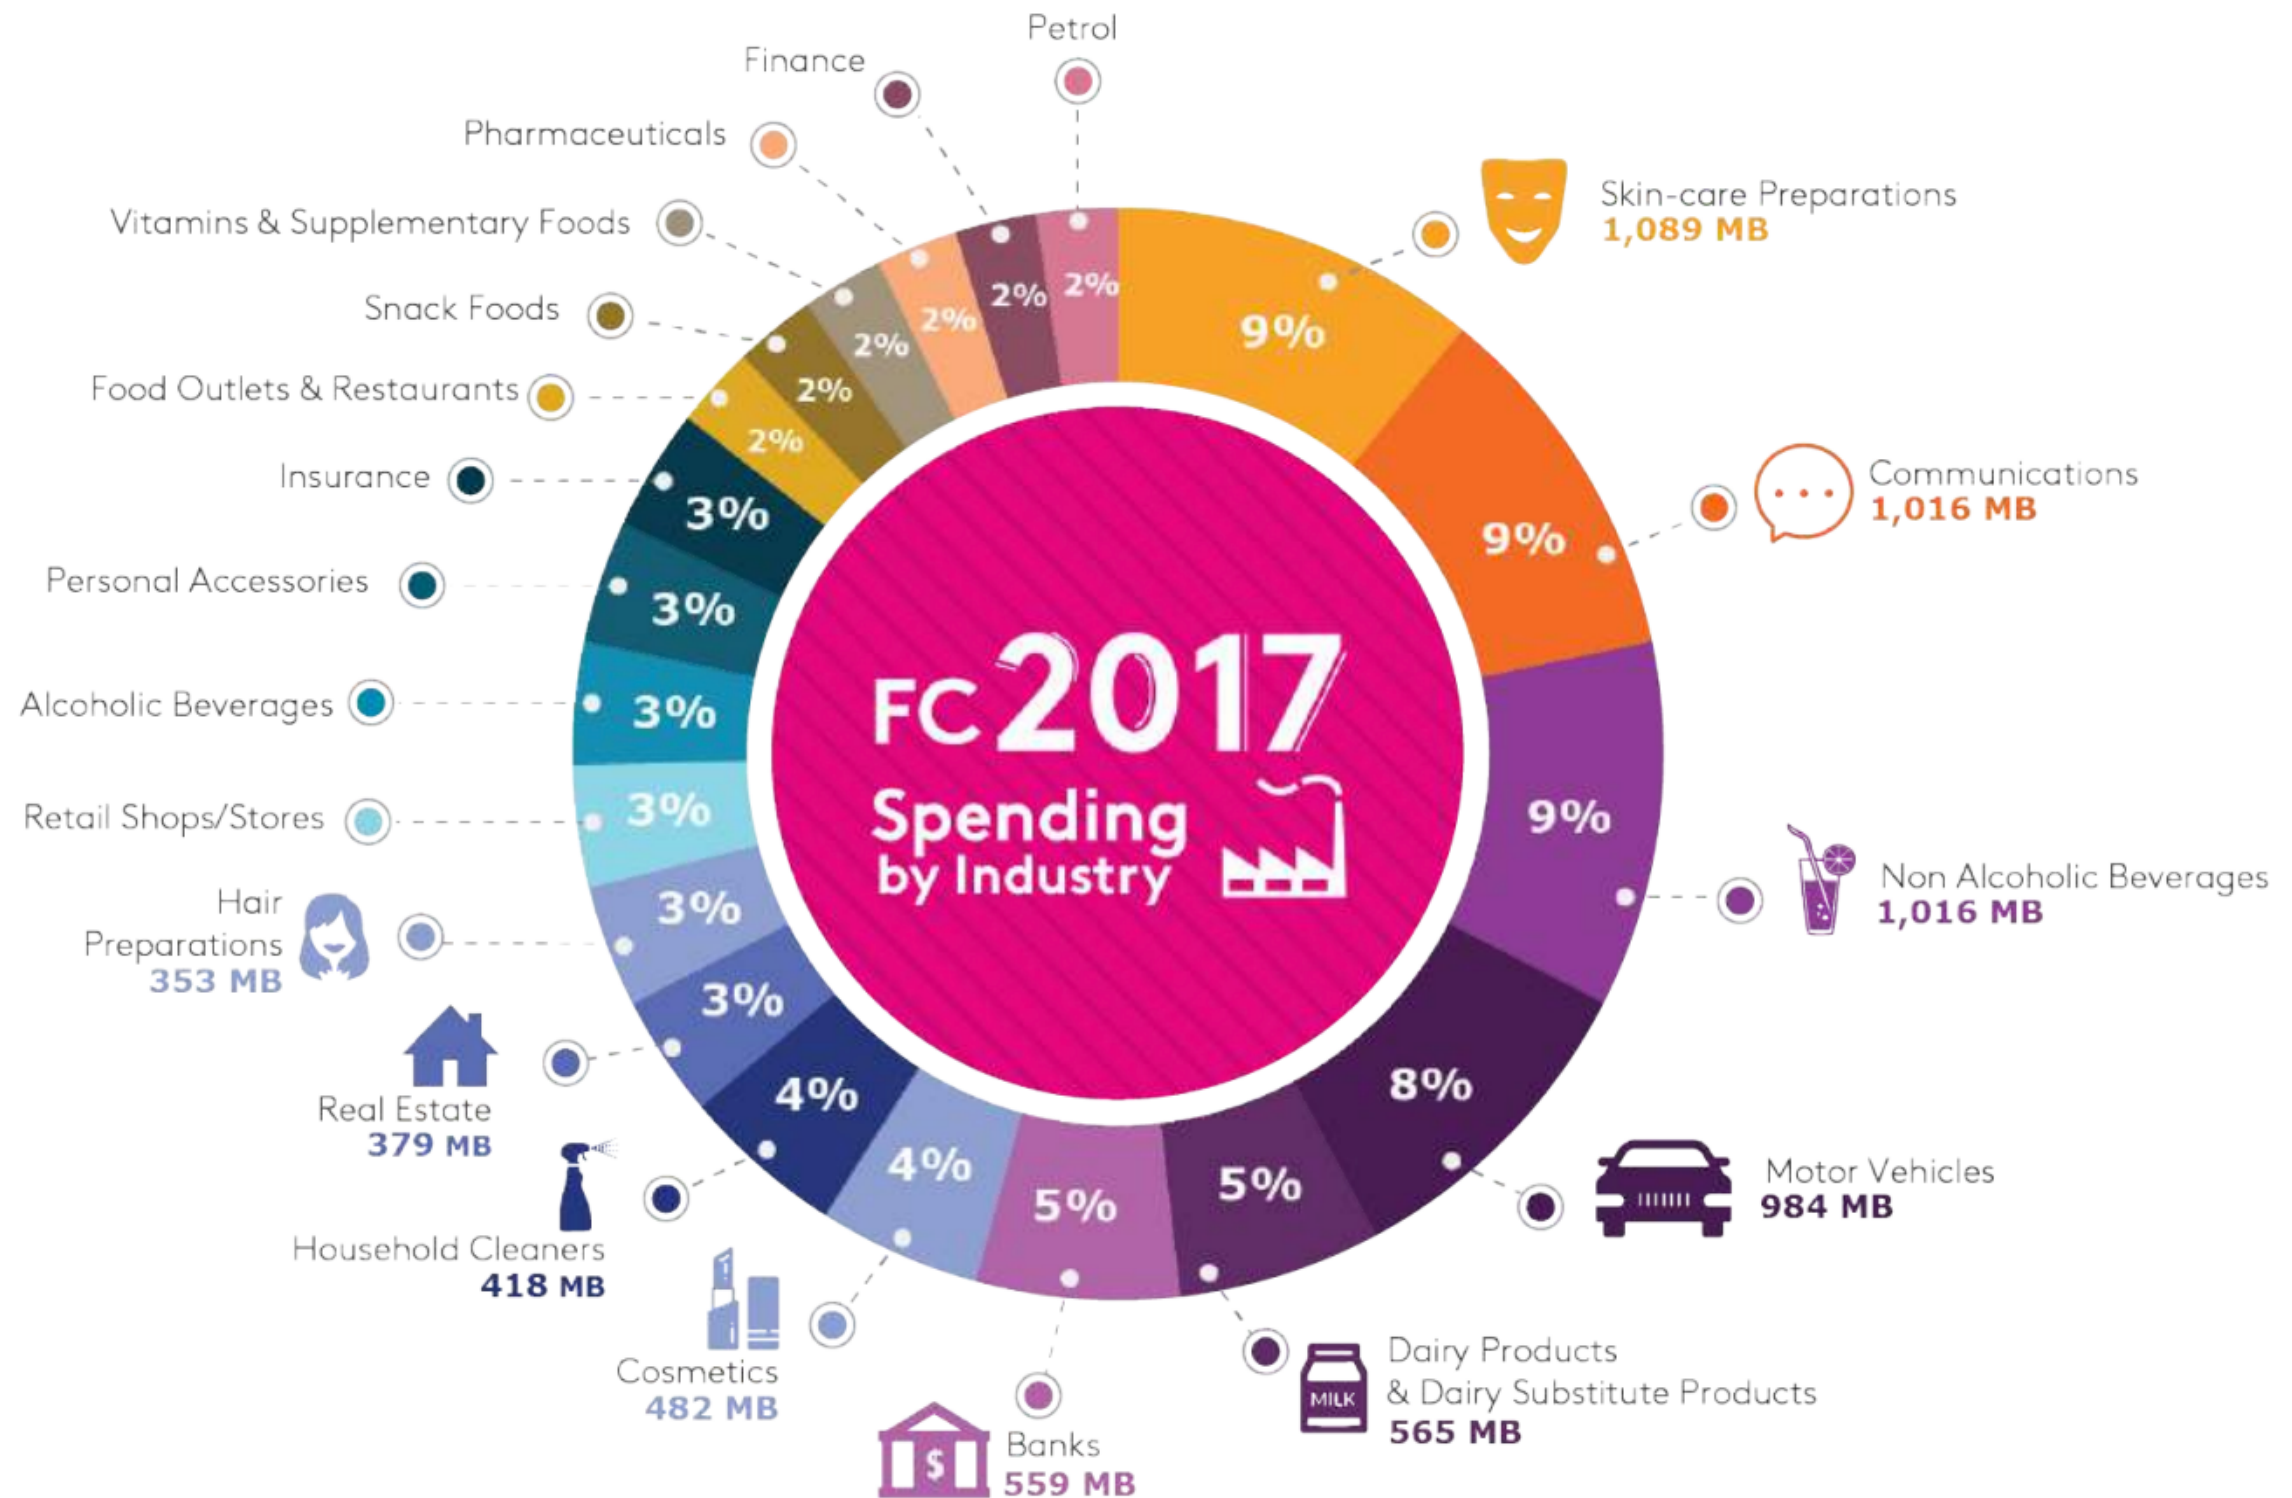 Petrol
Finance
Pharmaceuticals
Vitamins & Supplementary Foods
Snack Foods
Food Outlets & Restaurants
Insurance
Personal Accessories
Alcoholic Beverages
Retail Shops/Stores
Hair
Preparations
353 MB
Real Estate
379 MB
Household Cleaners
418 MB
Cosmetics
482 MB
$
Banks
559 MB
MILK
Dairy Products
& Dairy Substitute Products
565 MB
Motor Vehicles
984 MB
Non Alcoholic Beverages
1,016 MB
Communications
1,016 MB
Skin-care Preparations
1,089 MB
9%
9%
9%
8%
5%
5%
4%
4%
3%
3%
3%
3%
3%
3%
2%
2%
2%
2%
2%
2%
FC 2017
Spending
by Industry